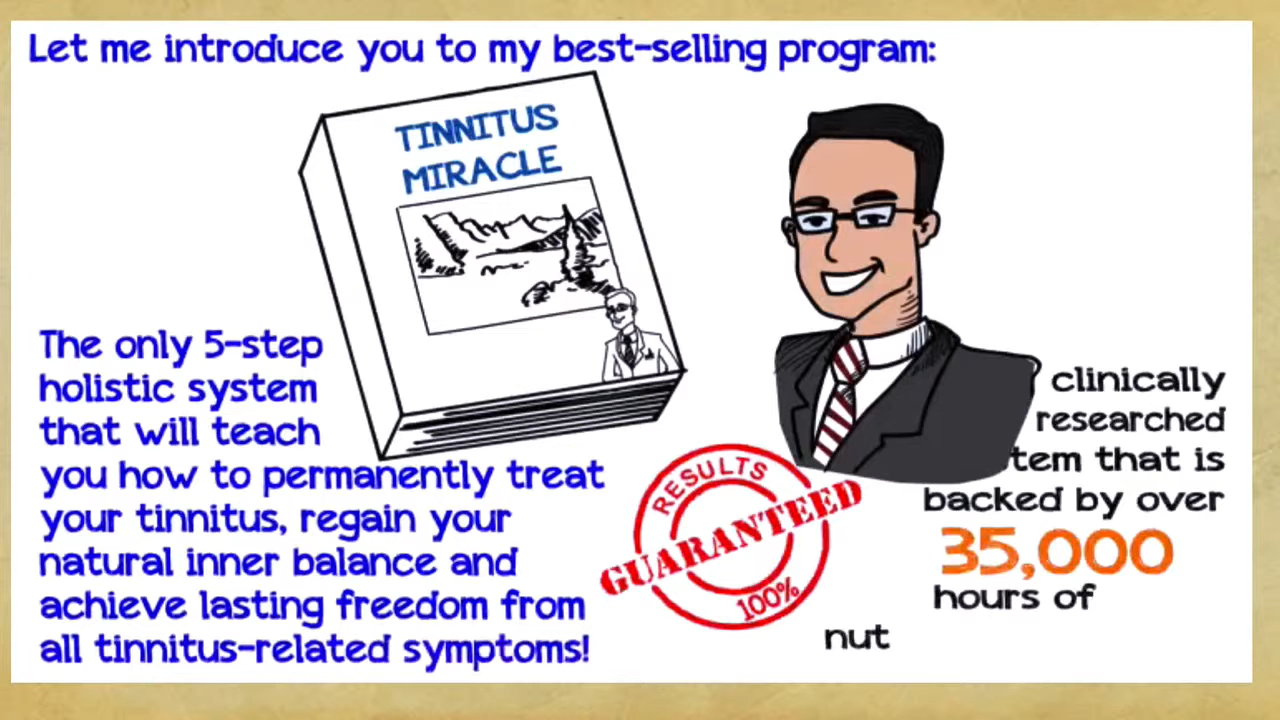 Let me introduce you to my best-selling program:
TINNITUS
MIRACLE
The only 5-step
holistic system
that will teach
you how to permanently treat
your tinnitus, regain your
natural inner balance and
achieve lasting freedom from
all tinnitus-related symptoms!
RESULTS
GUARANTEED
100%
clinically
researched
tem that is
backed by over
35,000
hours of
nut